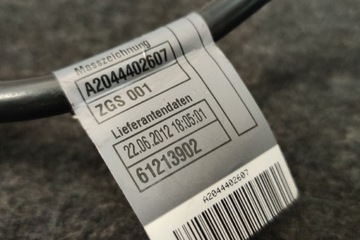 Masszeichnung
A2044402607
ZGS 001
Lieferantendaten
22.06.2012 18:05:01
61213902
A2044402607